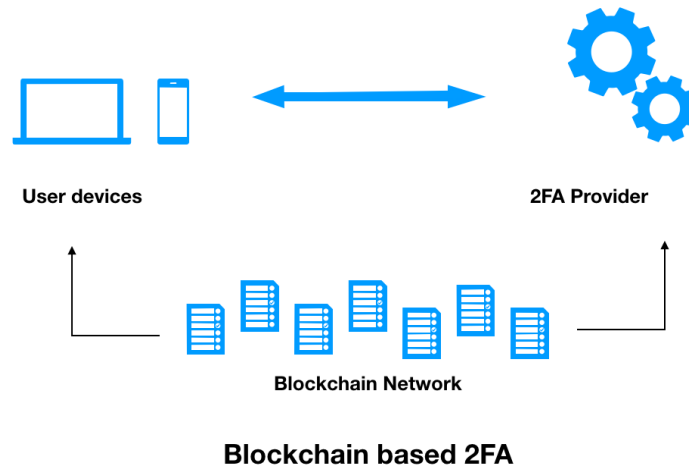 User devices
2FA Provider
Blockchain Network
Blockchain based 2FA